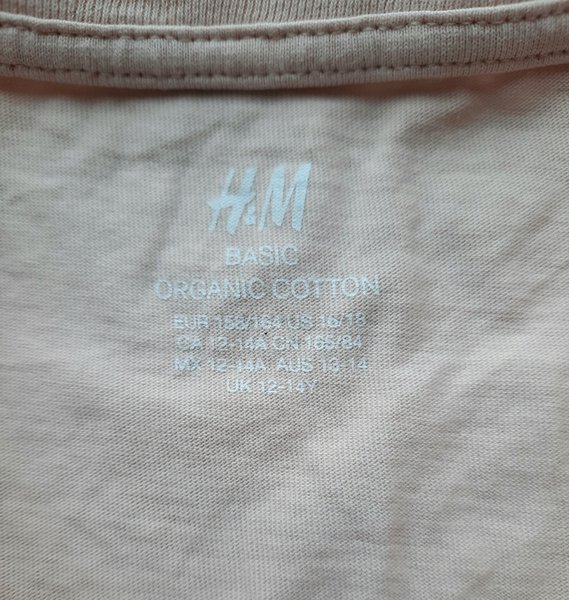 H&M
BASIC
ORGANIC COTTON
EUR 158/164 US 16/18
CA 12-14A CN 165/84
MX 12-14A AUS 13-14
UK 12-14Y